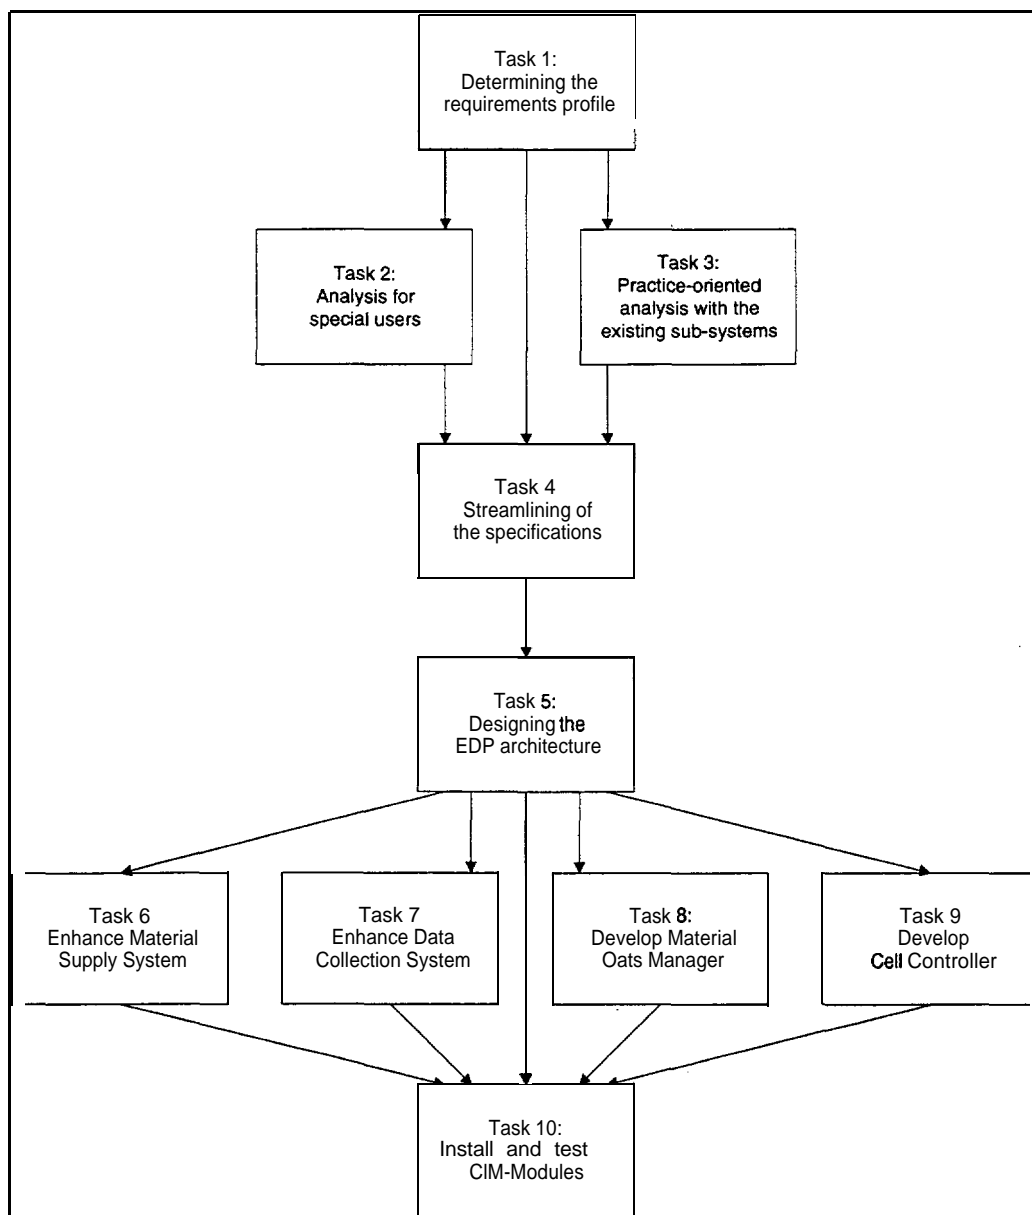 Task 1:
Determining the
requirements profile
Task 2:
Analysis for
special users
Task 3:
Practice-oriented
analysis with the
existing sub-systems
Task 4
Streamlining of
the specifications
Task 5:
Designing the
EDP architecture
Task 6
Enhance Material
Supply System
Task 7
Enhance Data
Collection System
Task 8:
Develop Material
Oats Manager
Task 9
Develop
Cell Controller
Task 10:
Install and test
CIM-Modules